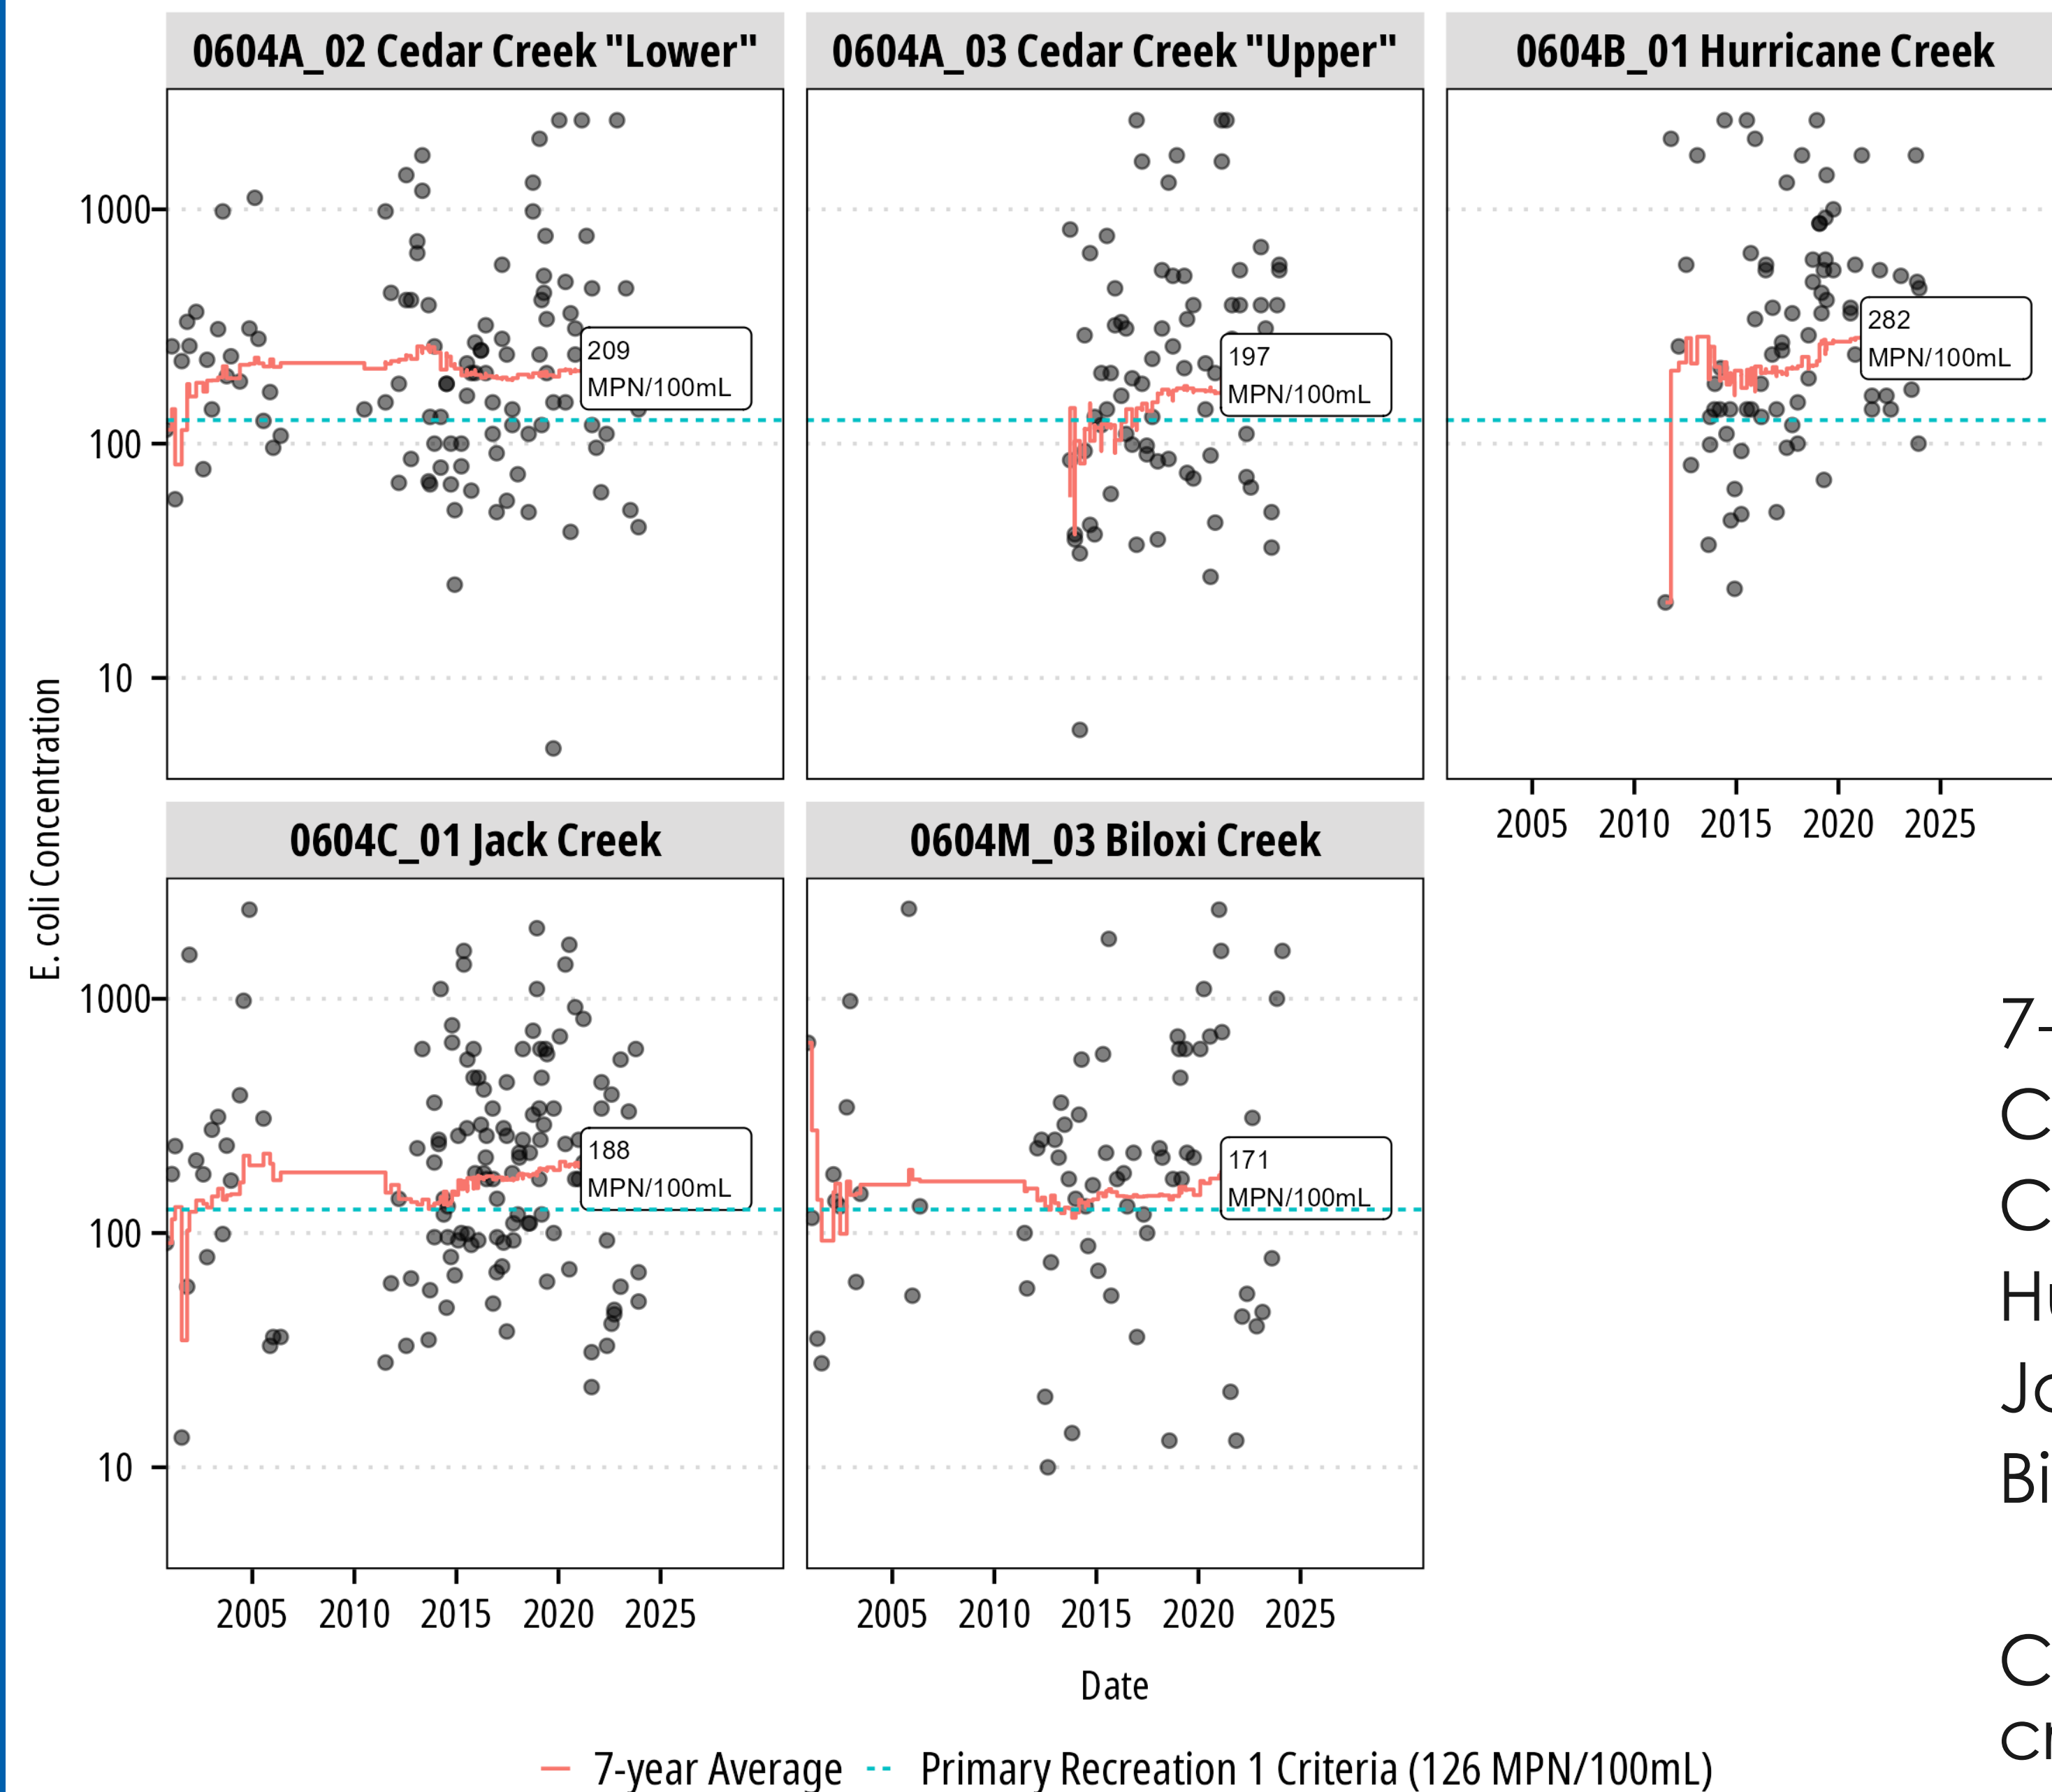 0604A_02 Cedar Creek "Lower"
0604A_03 Cedar Creek "Upper"
0604B_01 Hurricane Creek
1000
100
10
209
MPN/100mL
197
MPN/100mL
282
MPN/100mL
2005 2010 2015 2020 2025
E. coli Concentration
0604C_01 Jack Creek
0604M_03 Biloxi Creek
1000
100
10
188
MPN/100mL
171
MPN/100mL
2005 2010 2015 2020 2025
2005 2010 2015 2020 2025
Date
7-year Average
Primary Recreation 1 Criteria (126 MPN/100mL)
7-
C
C
Hu
Bi
C